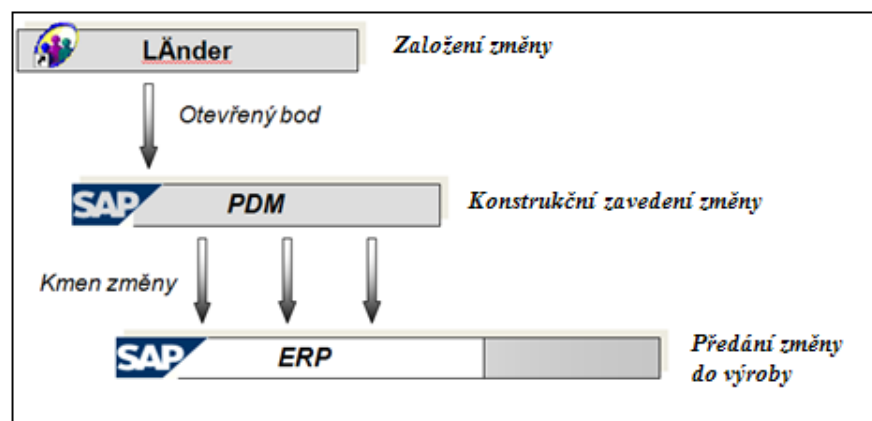 LÄnder
Založení změny
Otevřený bod
SAP
PDM
Konstrukční zavedení změny
Kmen změny
SAP
ERP
Předání změny
do výroby